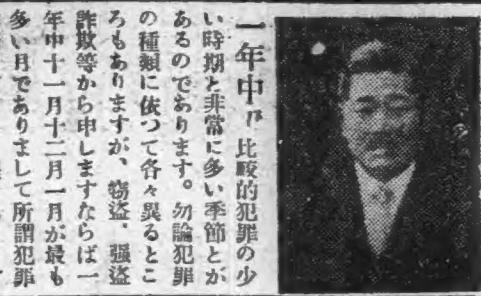 一年中 比較的犯罪の少
い時期と非常に多い季節とが
あるのであります。勿論犯罪
の種類に依つて各々異るとこ
ろもありますが、窃盗、强盗
詐欺等から申しますならば一
年中十一月十二月一月が最も
多い月でありまして所謂犯罪